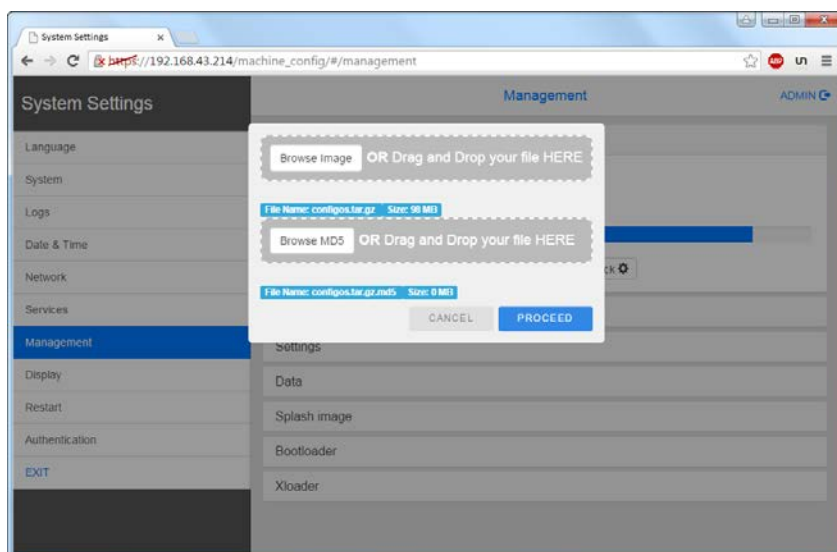 System Settings
https://192.168.43.214/machine_config/#/management
System Settings
Management
ADMIN
Language
System
Logs
Date & Time
Network
Services
Management
Display
Restart
Authentication
EXIT
Browse Image OR Drag and Drop your file HERE
File Name: configos.tar.gz Size: 98 MB
Browse MD5 OR Drag and Drop your file HERE
File Name: configos.tar.gz.md5 Size: 0 MB
CANCEL PROCEED
Settings
Data
Splash image
Bootloader
Xloader